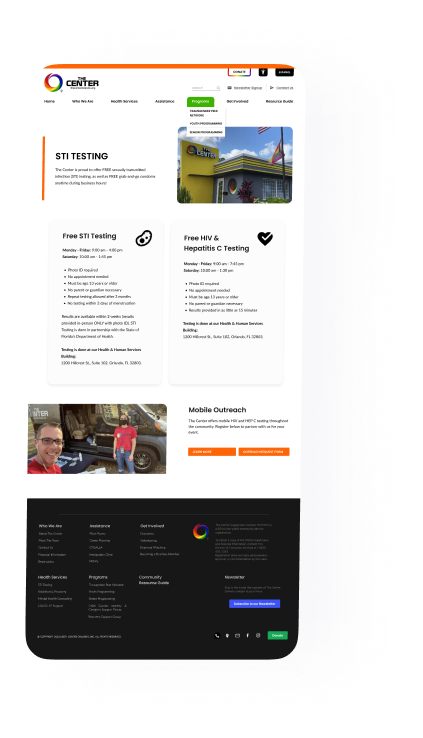 DONATE
THE
CENTER
Newsletter Signup
Contact Us
Home
Who We Are
Health Services
Assistance
Programs
Get Involved
Resource Guide
NETWORK
YOUTH PROGRAMMING
SENIOR PROGRAMMING
STI TESTING
The Center is proud to offer FREE sexually transmitted
infection (STI) testing, as well as FREE grab-and-go condoms
anytime during business hours!
Free STI Testing
Monday - Friday: 9:00 am - 4:00 pm
Saturday: 10:00 am - 1:45 pm
Photo ID required
No appointment needed
Must be age 13 years or older
No parent or guardian necessary
Repeat testing allowed after 3 months
No testing within 3 days of menstruation
Results are available within 2 weeks (results
provided in person ONLY with photo ID). STI
Testing is done in partnership with the State of
Florida's Department of Health.
Testing is done at our Health & Human Services
Building:
1200 Hillcrest St., Suite 102. Orlando, FL 32803.
Free HIV &
Hepatitis C Testing
Monday - Friday: 9:00 am - 7:45 pm
Saturday: 10:00 am - 1:30 pm
Photo ID required
No appointment needed
Must be age 13 years or older
No parent or guardian necessary
Results provided in as little as 15 minutes
Testing is done at our Health & Human Services
Building:
1200 Hillcrest St., Suite 102. Orlando, FL 32803.
Mobile Outreach
The Center offers mobile HIV and HEP C testing throughout
the community. Register below to partner with us for your
event.
LEARN MORE
OUTREACH REQUEST FORM
Who We Are
Assistance
Get Involved
Contact Us
Health Services
Programs
Community
Resource Guide
Newsletter
Subscribe to our Newsletter
Donate